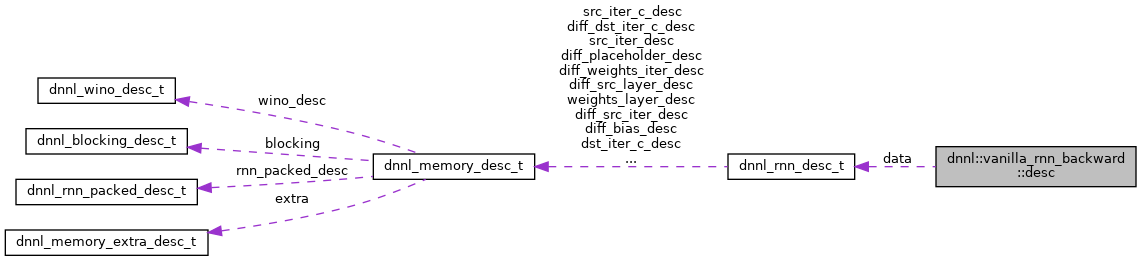 src_iter_c_desc
diff_dst_iter_c_desc
src_iter_desc
diff_placeholder_desc
diff_weights_iter_desc
diff_src_layer_desc
weights_layer_desc
diff_src_iter_desc
diff_bias_desc
dst_iter_c_desc
...
dnnl_wino_desc_t
wino_desc
dnnl_blocking_desc_t
blocking
dnnl_memory_desc_t
dnnl_rnn_desc_t
data
dnnl::vanilla_rnn_backward
::desc
rnn_packed_desc
dnnl_rnn_packed_desc_t
extra
dnnl_memory_extra_desc_t